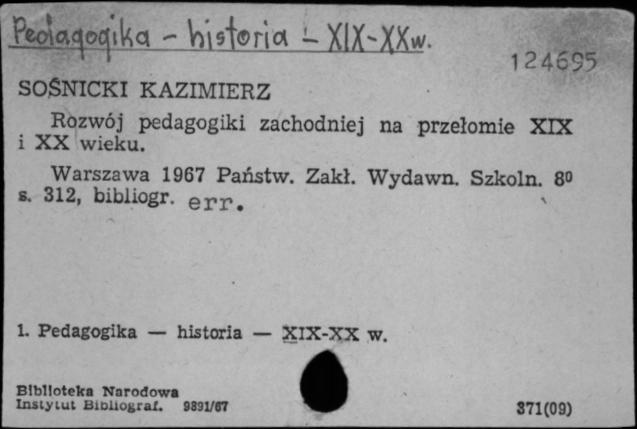 Pedagogika - historia - XIX-XXw.
124695
SOŚNICKI KAZIMIERZ
Rozwój pedagogiki zachodniej na przełomie XIX
i XX wieku.
Warszawa 1967 Państw. Zakł. Wydawn. Szkoln. 8⁰
s. 312, bibliogr. err.
1. Pedagogika — historia — XIX-XX w.
Biblioteka Narodowa
Instytut Bibliograf. 9891/67
371(09)